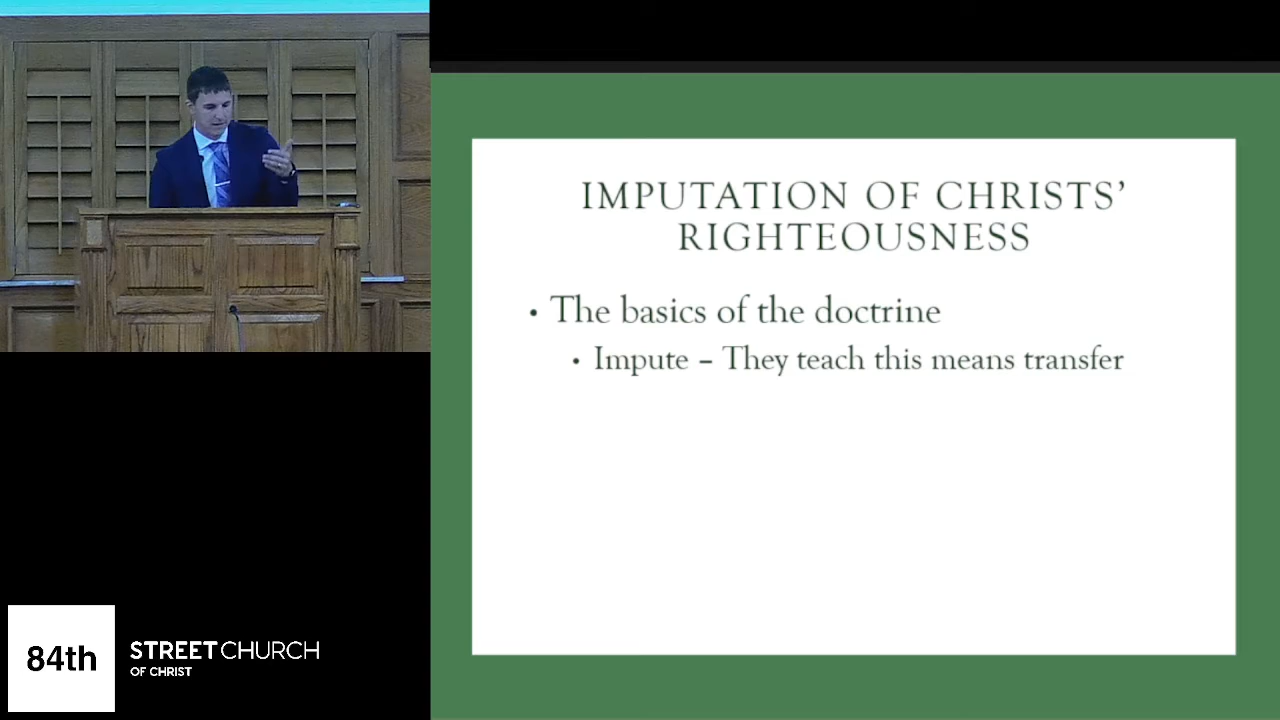 IMPUTATION OF CHRISTS’
RIGHTEOUSNESS
• The basics of the doctrine
• Impute – They teach this means transfer
84th
STREET CHURCH
OF CHRIST